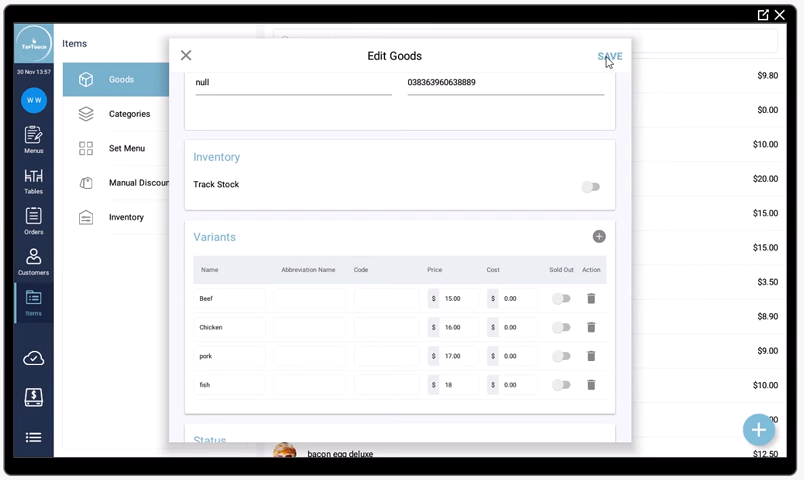 TapTouch
Items
30 Nov 13:57
W W
Menus
Tables
Orders
Customers
Items
Goods
Categories
Set Menu
Manual Discoun
Inventory
Edit Goods
SAVE
null
038363960638889
Inventory
Track Stock
Variants
Name Abbreviation Name Code Price Cost Sold Out Action
Beef $ 15.00 $ 0.00
Chicken $ 16.00 $ 0.00
pork $ 17.00 $ 0.00
fish $ 18 $ 0.00
Status
$9.80
$0.00
$10.00
$20.00
$15.00
$15.00
$3.50
$8.90
$9.00
$10.00
bacon egg deluxe
$12.50